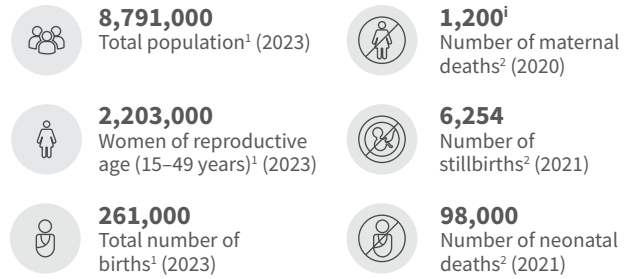 8,791,000
Total population¹ (2023)
1,200ⁱ
Number of maternal
deaths² (2020)
2,203,000
Women of reproductive
age (15–49 years)¹ (2023)
6,254
Number of
stillbirths² (2021)
261,000
Total number of
births¹ (2023)
98,000
Number of neonatal
deaths² (2021)